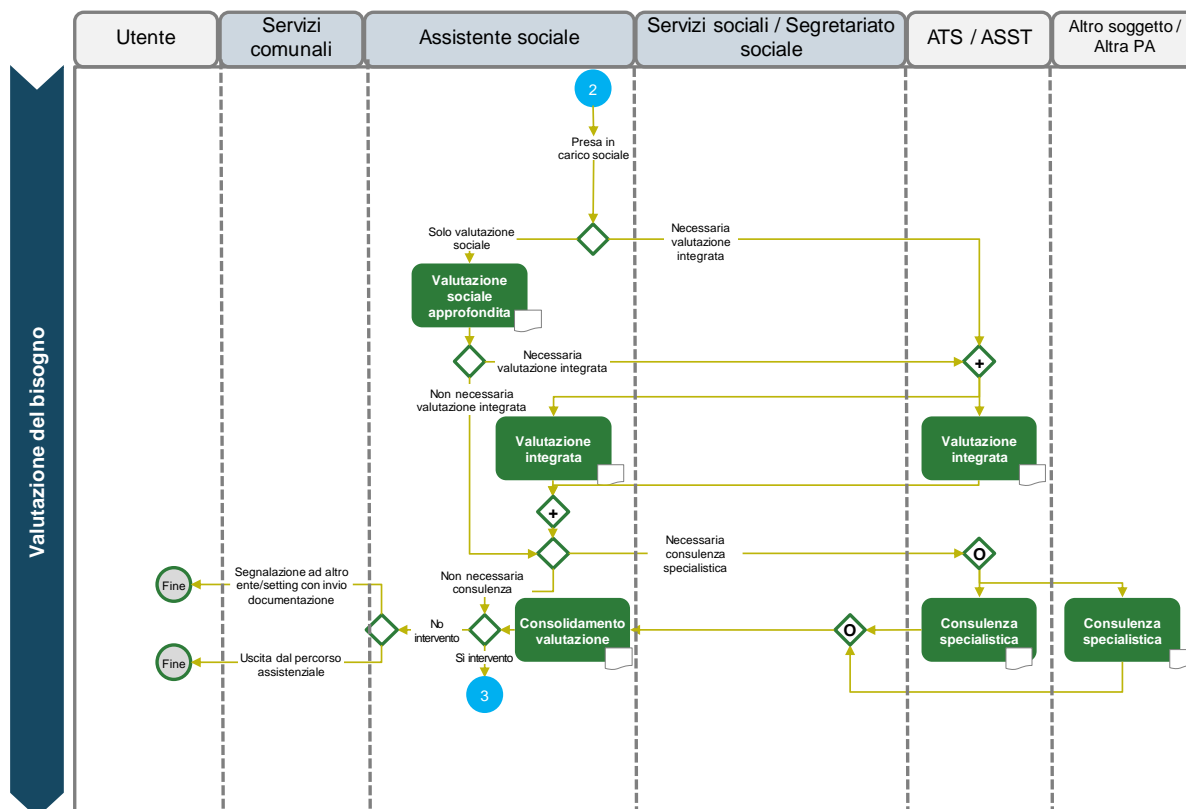 Utente
Servizi
comunali
Assistente sociale
Servizi sociali / Segretariato
sociale
ATS / ASST
Altro soggetto /
Altra PA
Valutazione del bisogno
2
Presa in
carico sociale
Solo valutazione
sociale
Necessaria
valutazione
integrata
Valutazione
sociale
approfondita
Necessaria
valutazione integrata
+
Non necessaria
valutazione integrata
Valutazione
integrata
Valutazione
integrata
+
Necessaria
consulenza
specialistica
O
Segnalazione ad altro
ente/setting con invio
documentazione
Fine
Non necessaria
consulenza
Consolidamento
valutazione
O
Consulenza
specialistica
Consulenza
specialistica
No
intervento
Sì intervento
Fine
Uscita dal percorso
assistenziale
3